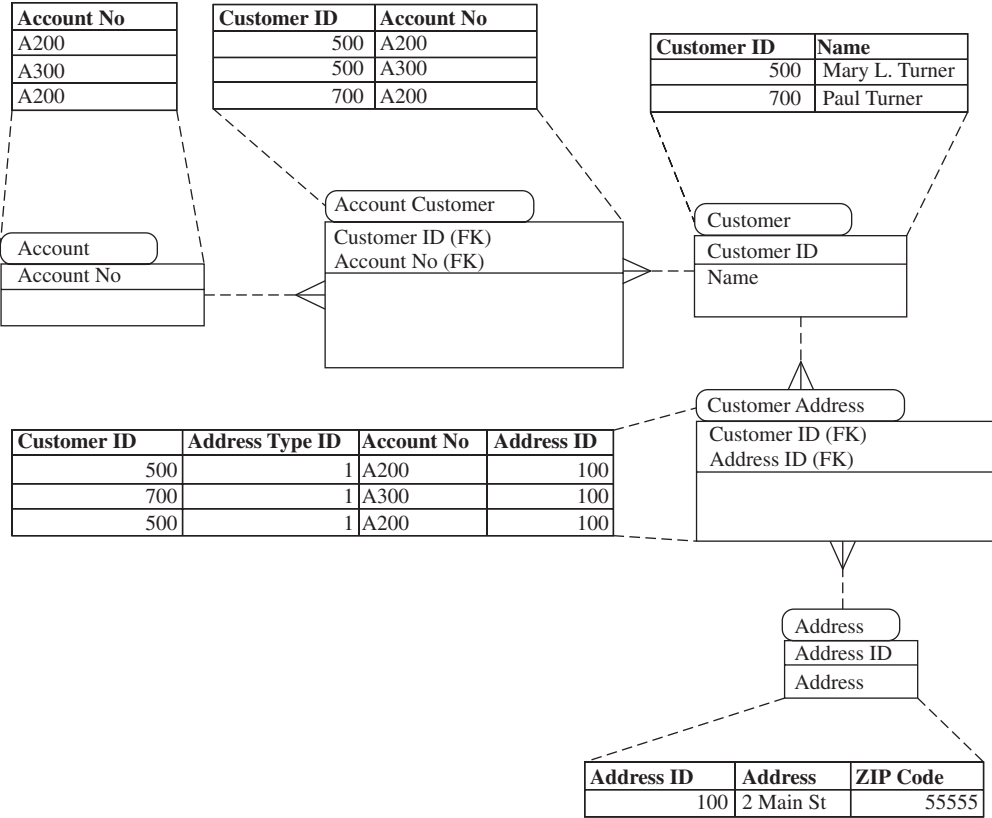 Account No
A200
A300
A200
Customer ID Account No
500 A200
500 A300
700 A200
Customer ID Name
500 Mary L. Turner
700 Paul Turner
Account
Account No
Account Customer
Customer ID (FK)
Account No (FK)
Customer
Customer ID
Name
Customer ID Address Type ID Account No Address ID
500 1 A200 100
700 1 A300 100
500 1 A200 100
Customer Address
Customer ID (FK)
Address ID (FK)
Address
Address ID
Address
Address ID Address ZIP Code
100 2 Main St 55555